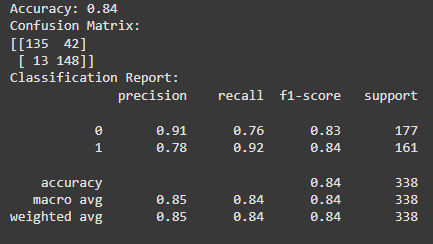 Accuracy: 0.84
Confusion Matrix:
[[135  42]
 [ 13 148]]
Classification Report:
              precision    recall  f1-score   support

           0       0.91      0.76      0.83       177
           1       0.78      0.92      0.84       161

    accuracy                           0.84       338
   macro avg       0.85      0.84      0.84       338
weighted avg       0.85      0.84      0.84       338